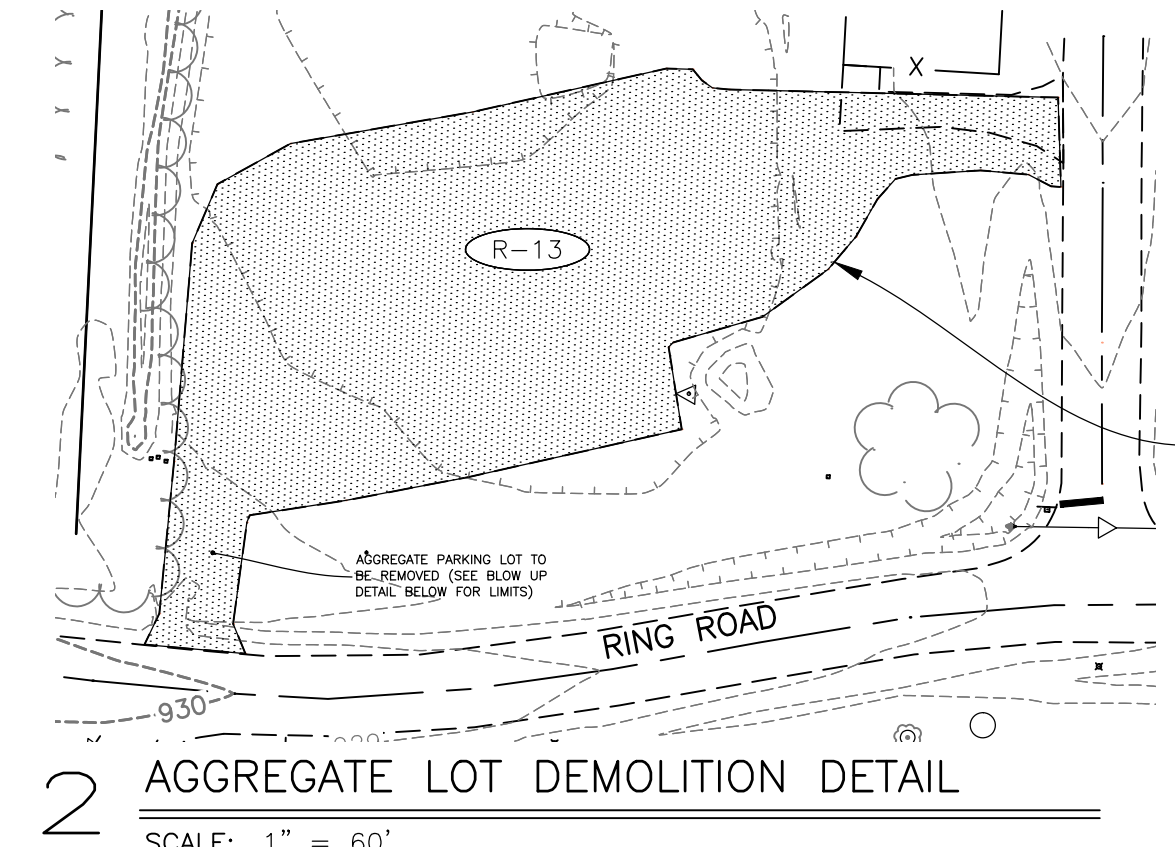 X
R-13
AGGREGATE PARKING LOT TO
BE REMOVED (SEE BLOW UP
DETAIL BELOW FOR LIMITS)
RING ROAD
930
2
AGGREGATE LOT DEMOLITION DETAIL
SCALE: 1" = 60'